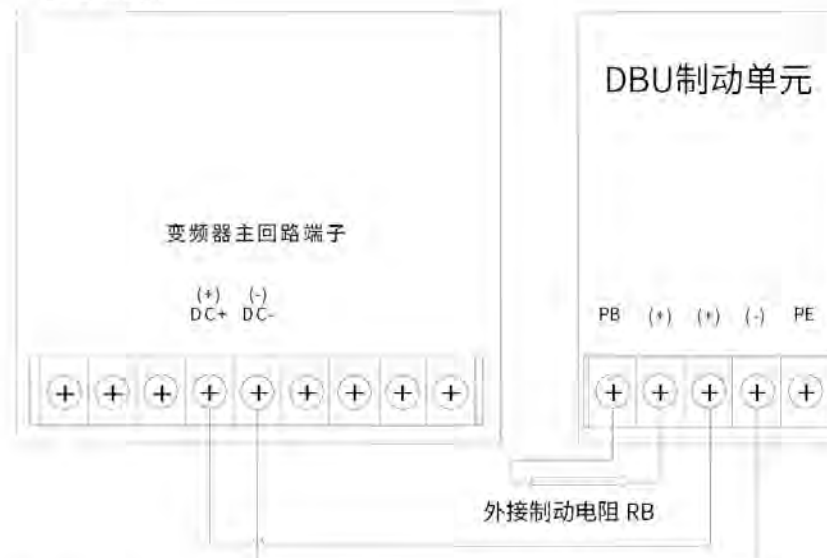 DBU制动单元
变频器主回路端子
(+) (-)
DC+ DC-
PB (+) (+) (-) PE
外接制动电阻 RB